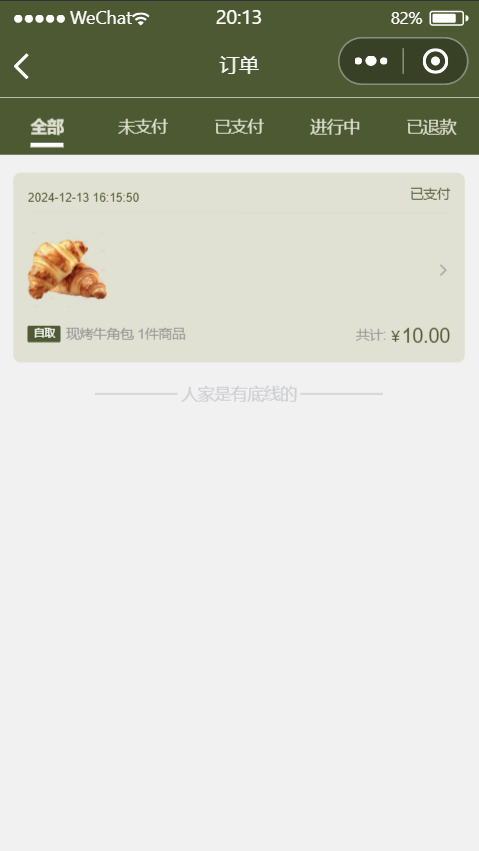 WeChat 20:13 82%
订单
全部 未支付 已支付 进行中 已退款
2024-12-13 16:15:50 已支付
自取 现烤牛角包 1件商品 共计: ¥10.00
人家是有底线的